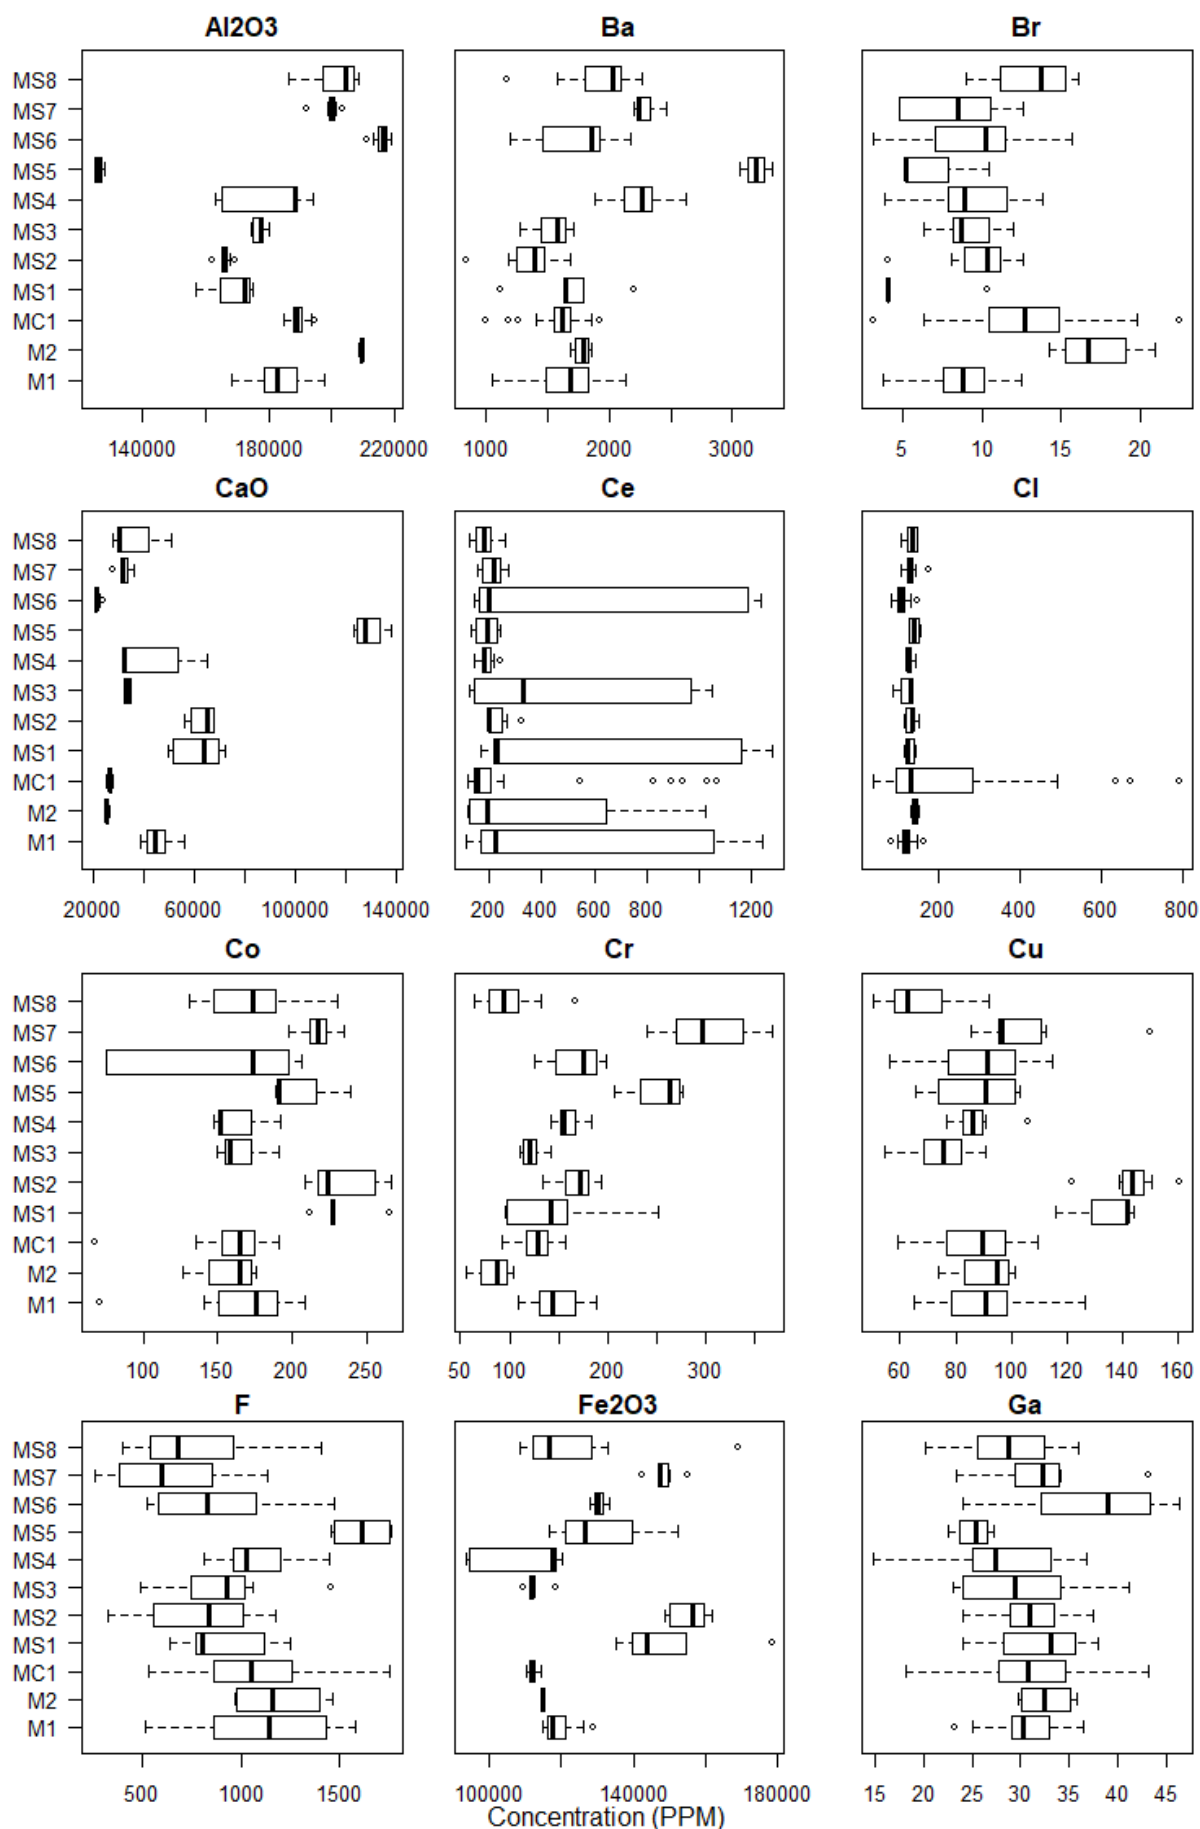 Al2O3 Ba Br
MS8
MS7
MS6
MS5
MS4
MS3
MS2
MS1
MC1
M2
M1
140000 180000 220000 1000 2000 3000 5 10 15 20
CaO Ce Cl
MS8
MS7
MS6
MS5
MS4
MS3
MS2
MS1
MC1
M2
M1
20000 60000 100000 140000 200 400 600 800 1200 200 400 600 800
Co Cr Cu
MS8
MS7
MS6
MS5
MS4
MS3
MS2
MS1
MC1
M2
M1
100 150 200 250 50 100 200 300 60 80 100 120 140 160
F Fe2O3 Ga
MS8
MS7
MS6
MS5
MS4
MS3
MS2
MS1
MC1
M2
M1
500 1000 1500 100000 140000 180000 15 20 25 30 35 40 45
Concentration (PPM)